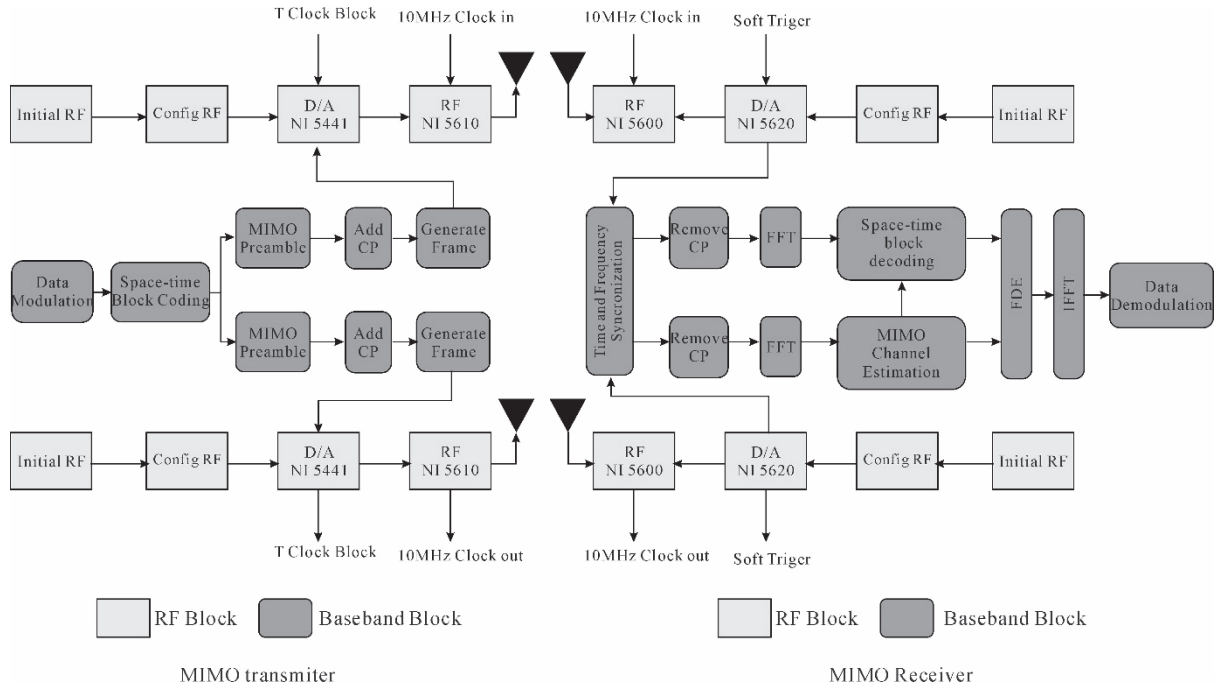 T Clock Block
10MHz Clock in
10MHz Clock in
Soft Triger
Initial RF
Config RF
D/A
NI 5441
RF
NI 5610
RF
NI 5600
D/A
NI 5620
Config RF
Initial RF
Data
Modulation
Space-time
Block Coding
MIMO
Preamble
Add
CP
Generate
Frame
MIMO
Preamble
Add
CP
Generate
Frame
Time and Frequency
Syncronization
Remove
CP
FFT
Space-time
block
decoding
Remove
CP
FFT
MIMO
Channel
Estimation
FDE
IFFT
Data
Demodulation
Initial RF
Config RF
D/A
NI 5441
RF
NI 5610
RF
NI 5600
D/A
NI 5620
Config RF
Initial RF
T Clock Block
10MHz Clock out
10MHz Clock out
Soft Triger
RF Block
Baseband Block
RF Block
Baseband Block
MIMO transmiter
MIMO Receiver